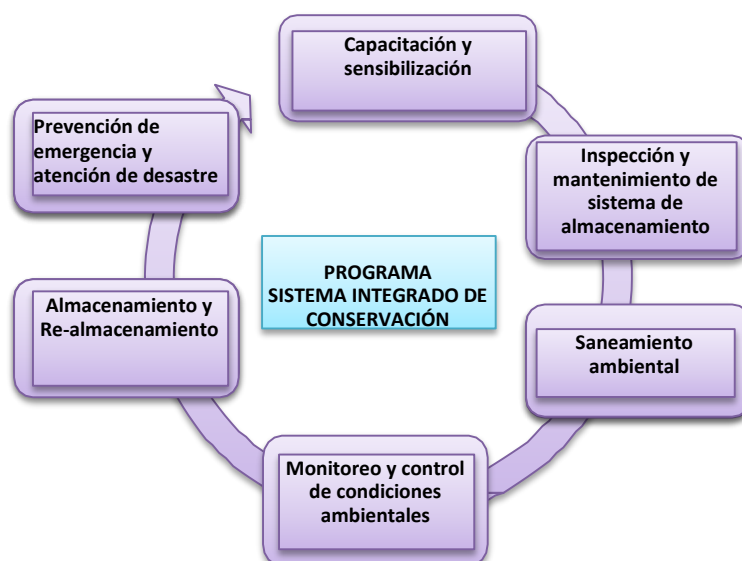 Capacitación y
sensibilización
Inspección y
mantenimiento de
sistema de
almacenamiento
Saneamiento
ambiental
Monitoreo y control
de condiciones
ambientales
Almacenamiento y
Re-almacenamiento
Prevención de
emergencia y
atención de desastre
PROGRAMA
SISTEMA INTEGRADO DE
CONSERVACIÓN